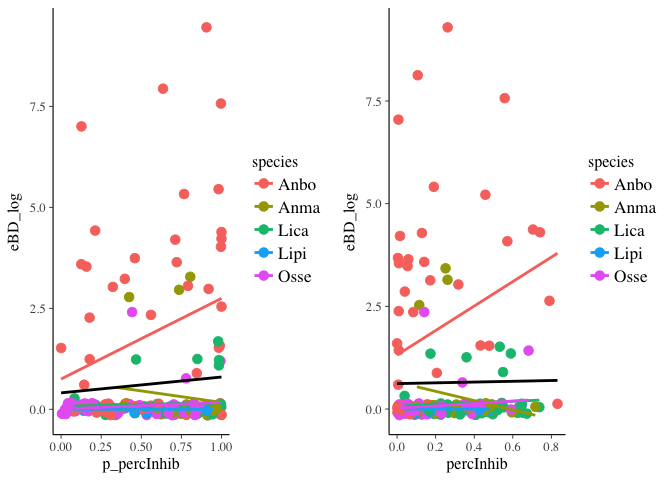 eBD_log
7.5
5.0
2.5
0.0
0.00 0.25 0.50 0.75 1.00
p_percInhib
species
Anbo
Anma
Lica
Lipi
Osse
eBD_log
7.5
5.0
2.5
0.0
0.0 0.2 0.4 0.6 0.8
percInhib
species
Anbo
Anma
Lica
Lipi
Osse